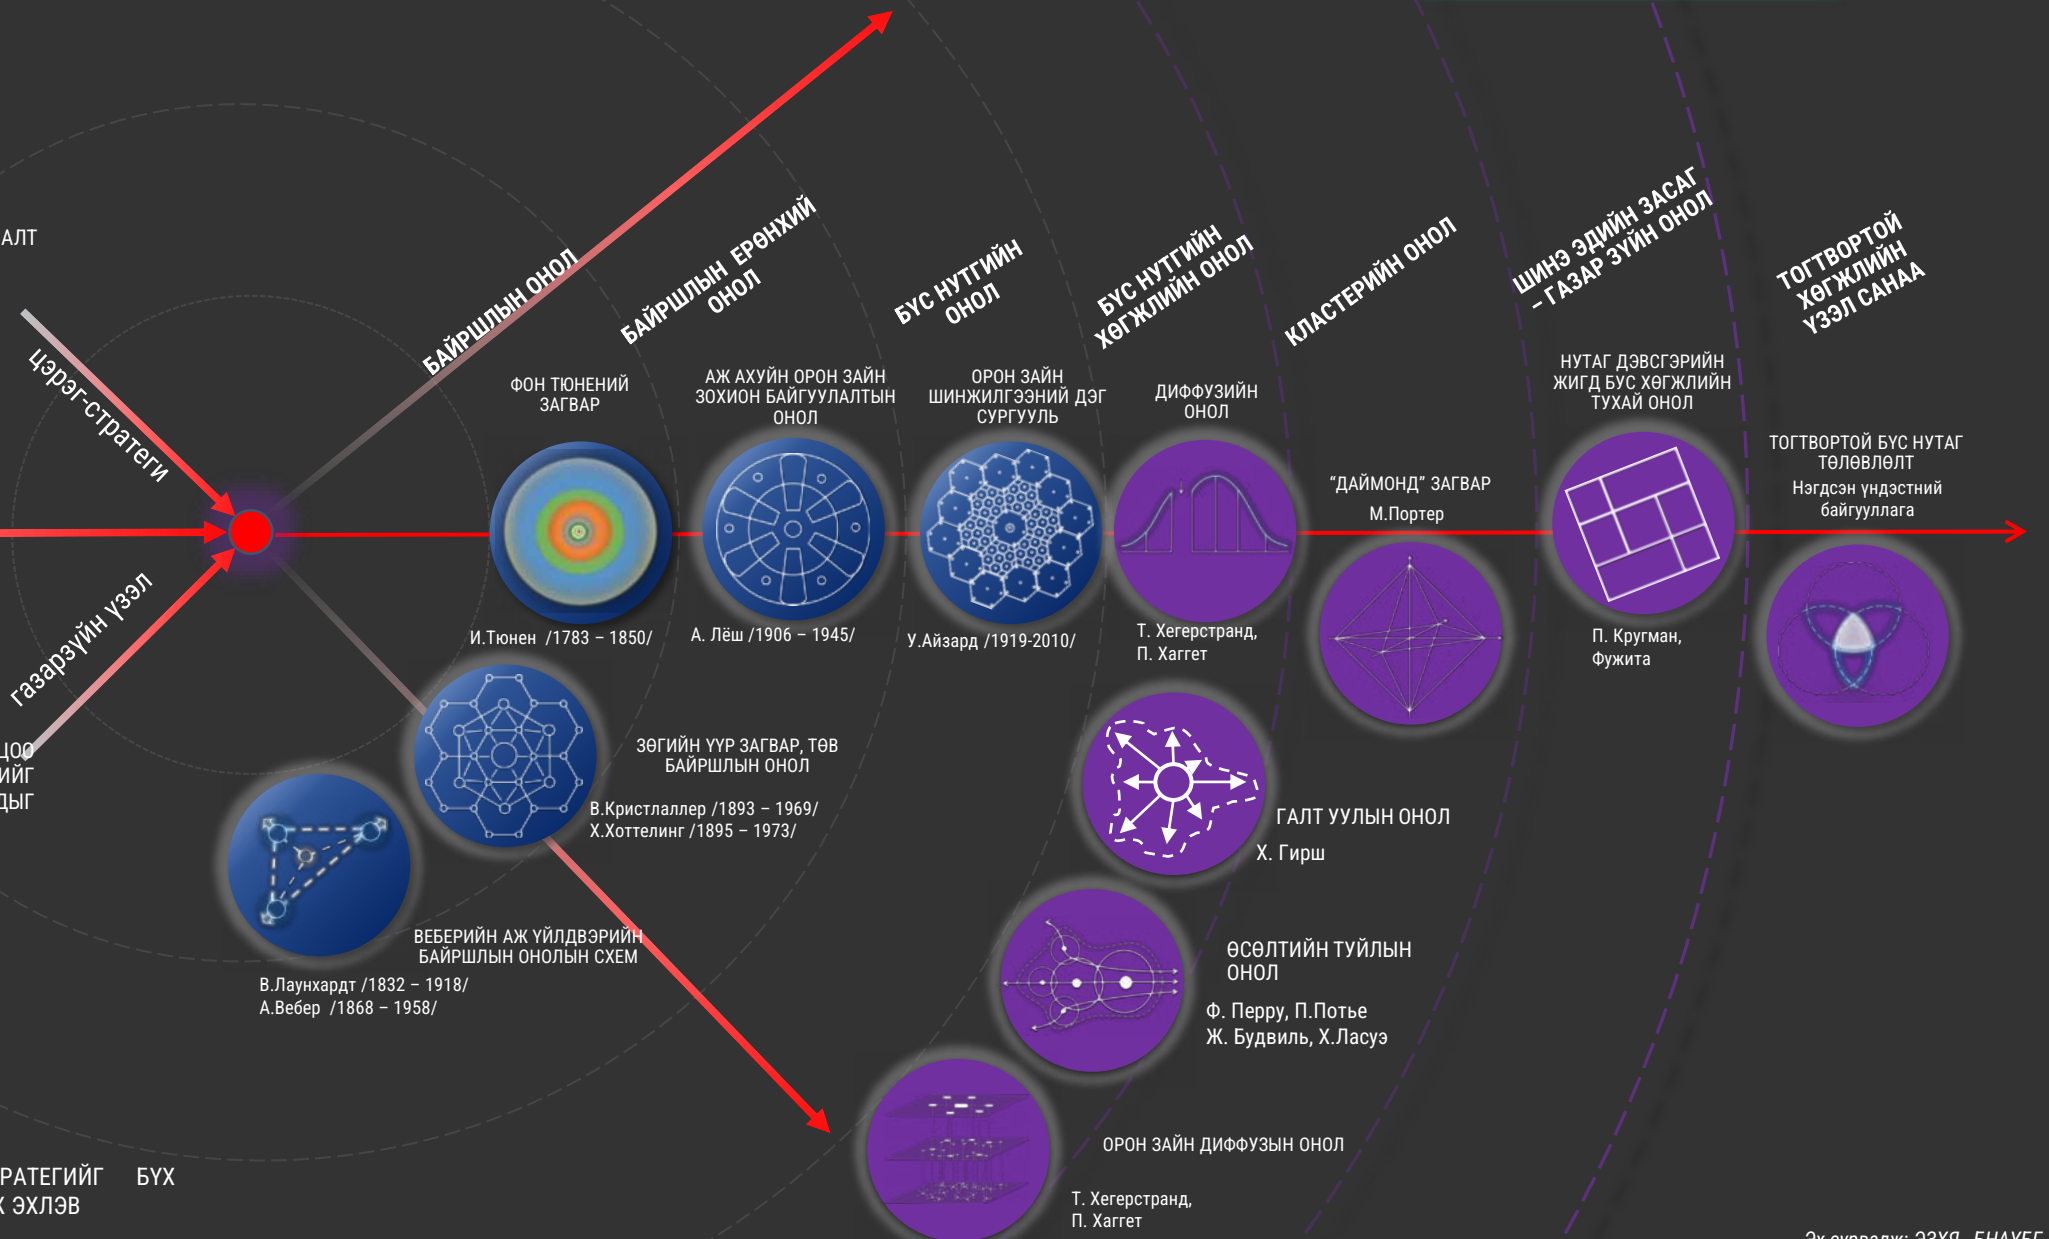 АЛТ
цэрэг-стратеги
газарзүйн үзэл
ЦОО
ИЙГ
ДЫГ
РАТЕГИЙГ БҮХ
Ж ЭХЛЭВ
БАЙРШЛЫН ОНОЛ
БАЙРШЛЫН ЕРӨНХИЙ
ОНОЛ
БҮС НУТГИЙН
ОНОЛ
БҮС НУТГИЙН
ХӨГЖЛИЙН ОНОЛ
КЛАСТЕРИЙН ОНОЛ
ШИНЭ ЭДИЙН ЗАСАГ
– ГАЗАР ЗҮЙН ОНОЛ
ТОГТВОРТОЙ
ХӨГЖЛИЙН
ҮЗЭЛ САНАА
ФОН ТЮНЕНИЙ
ЗАГВАР
И.Тюнен /1783 – 1850/
АЖ АХУЙН ОРОН ЗАЙН
ЗОХИОН БАЙГУУЛАЛТЫН
ОНОЛ
А. Лёш /1906 – 1945/
ОРОН ЗАЙН
ШИНЖИЛГЭЭНИЙ ДЭГ
СУРГУУЛЬ
У.Айзард /1919-2010/
ДИФФУЗИЙН
ОНОЛ
Т. Хегерстранд,
П. Хаггет
“ДАЙМОНД” ЗАГВАР
М.Портер
НУТАГ ДЭВСГЭРИЙН
ЖИГД БУС ХӨГЖЛИЙН
ТУХАЙ ОНОЛ
П. Кругман,
Фужита
ТОГТВОРТОЙ БҮС НУТАГ
ТӨЛӨВЛӨЛТ
Нэгдсэн үндэстний
байгууллага
ЗӨГИЙН ҮҮР ЗАГВАР, ТӨВ
БАЙРШЛЫН ОНОЛ
В.Кристлаллер /1893 – 1969/
Х.Хоттелинг /1895 – 1973/
ВЕБЕРИЙН АЖ ҮЙЛДВЭРИЙН
БАЙРШЛЫН ОНОЛЫН СХЕМ
В.Лаунхардт /1832 – 1918/
А.Вебер /1868 – 1958/
ГАЛТ УУЛЫН ОНОЛ
Х. Гирш
ӨСӨЛТИЙН ТУЙЛЫН
ОНОЛ
Ф. Перру, П.Потье
Ж. Будвиль, Х.Ласуэ
ОРОН ЗАЙН ДИФФУЗЫН ОНОЛ
Т. Хегерстранд,
П. Хаггет